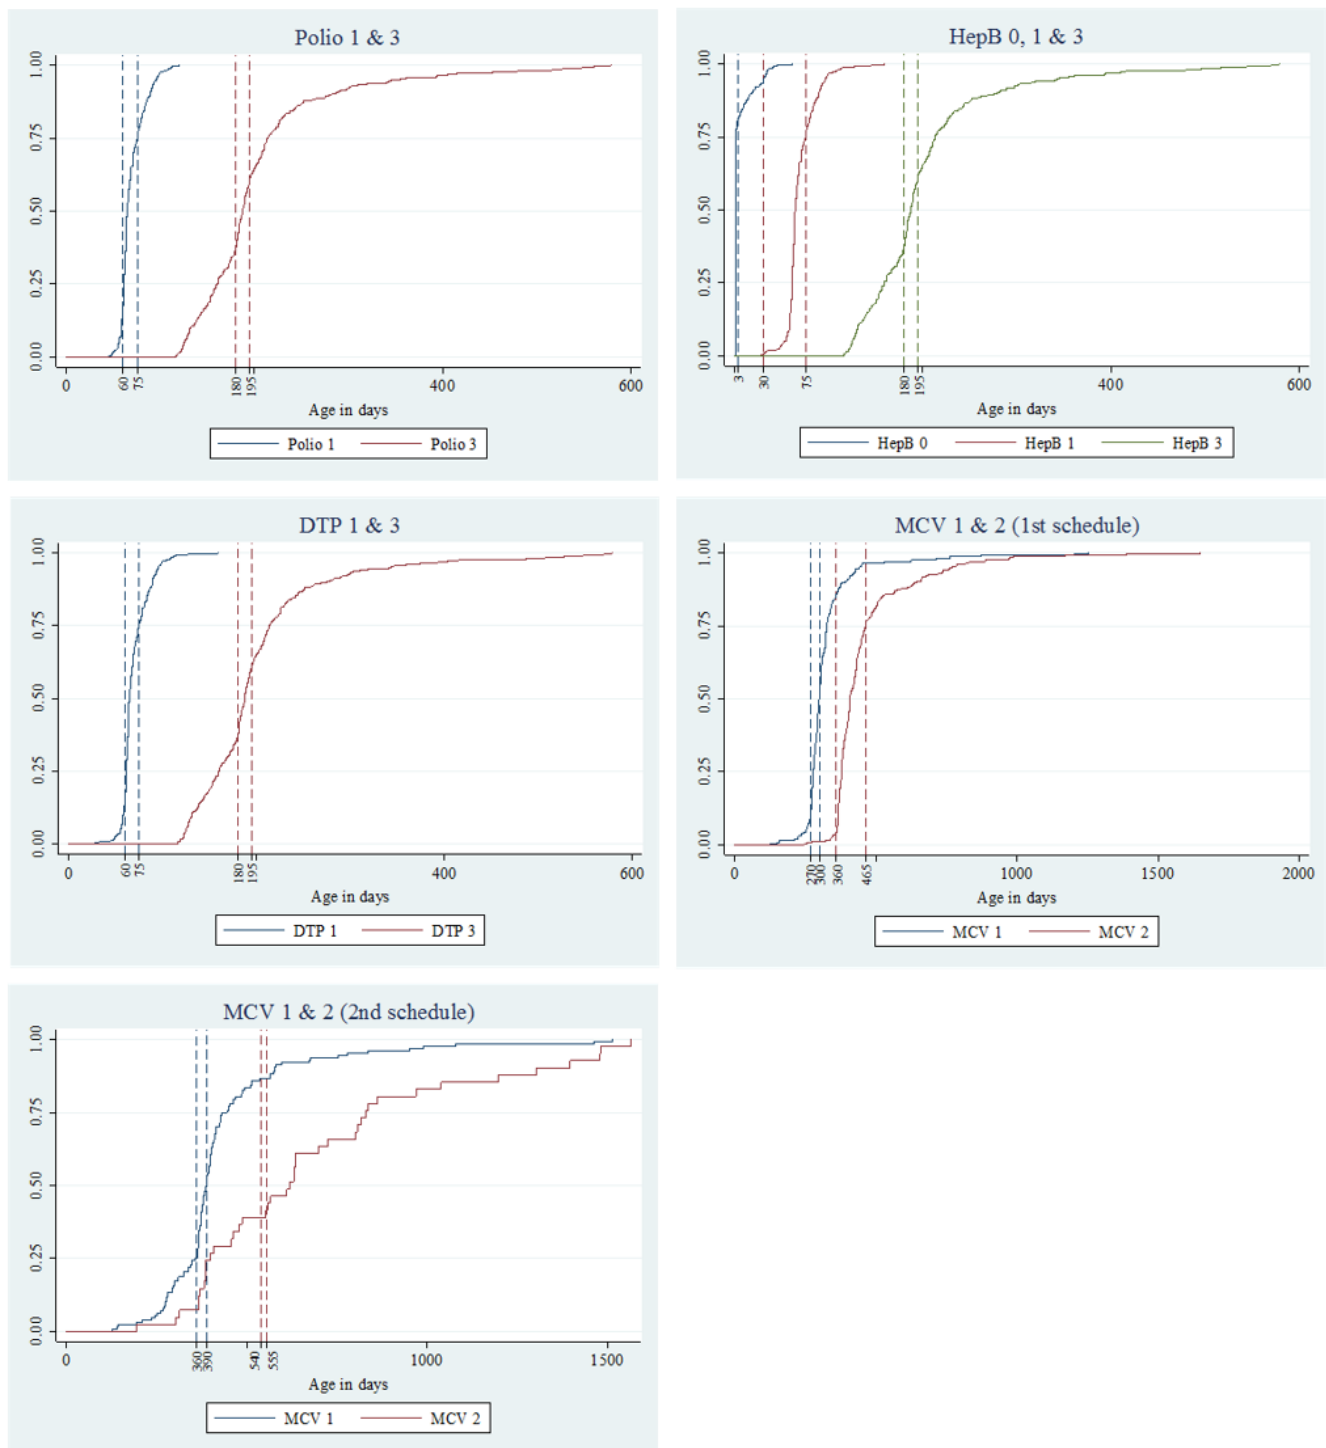 Polio 1 & 3
1.00
0.75
0.50
0.25
0.00
0 60 75 180 195 400 600
Age in days
Polio 1 Polio 3
HepB 0, 1 & 3
1.00
0.75
0.50
0.25
0.00
3 30 75 180 195 400 600
Age in days
HepB 0 HepB 1 HepB 3
DTP 1 & 3
1.00
0.75
0.50
0.25
0.00
0 60 75 180 195 400 600
Age in days
DTP 1 DTP 3
MCV 1 & 2 (1st schedule)
1.00
0.75
0.50
0.25
0.00
0 270 300 360 465 1000 1500 2000
Age in days
MCV 1 MCV 2
MCV 1 & 2 (2nd schedule)
1.00
0.75
0.50
0.25
0.00
0 360 390 540 555 1000 1500
Age in days
MCV 1 MCV 2